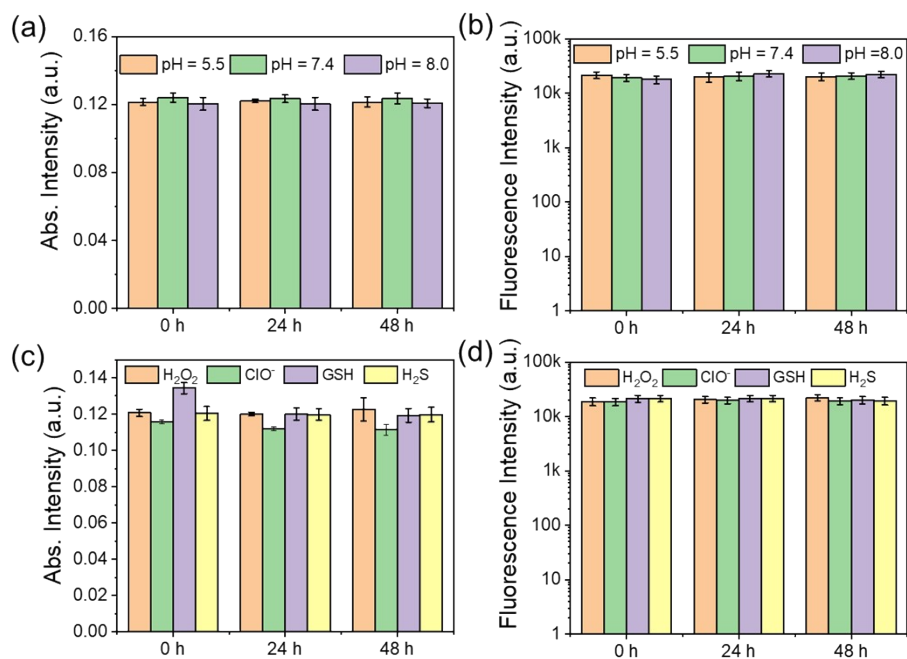 (a)
Abs. Intensity (a.u.)
0.16
0.12
0.08
0.04
0.00
pH = 5.5 pH = 7.4 pH = 8.0
0 h 24 h 48 h
(b)
Fluorescence Intensity (a.u.)
100k
10k
1k
100
10
1
pH = 5.5 pH = 7.4 pH =8.0
0 h 24 h 48 h
(c)
Abs. Intensity (a.u.)
0.14
0.12
0.10
0.08
0.06
0.04
0.02
0.00
H₂O₂ ClO⁻ GSH H₂S
0 h 24 h 48 h
(d)
Fluorescence Intensity (a.u.)
100k
10k
1k
100
10
1
H₂O₂ ClO⁻ GSH H₂S
0 h 24 h 48 h